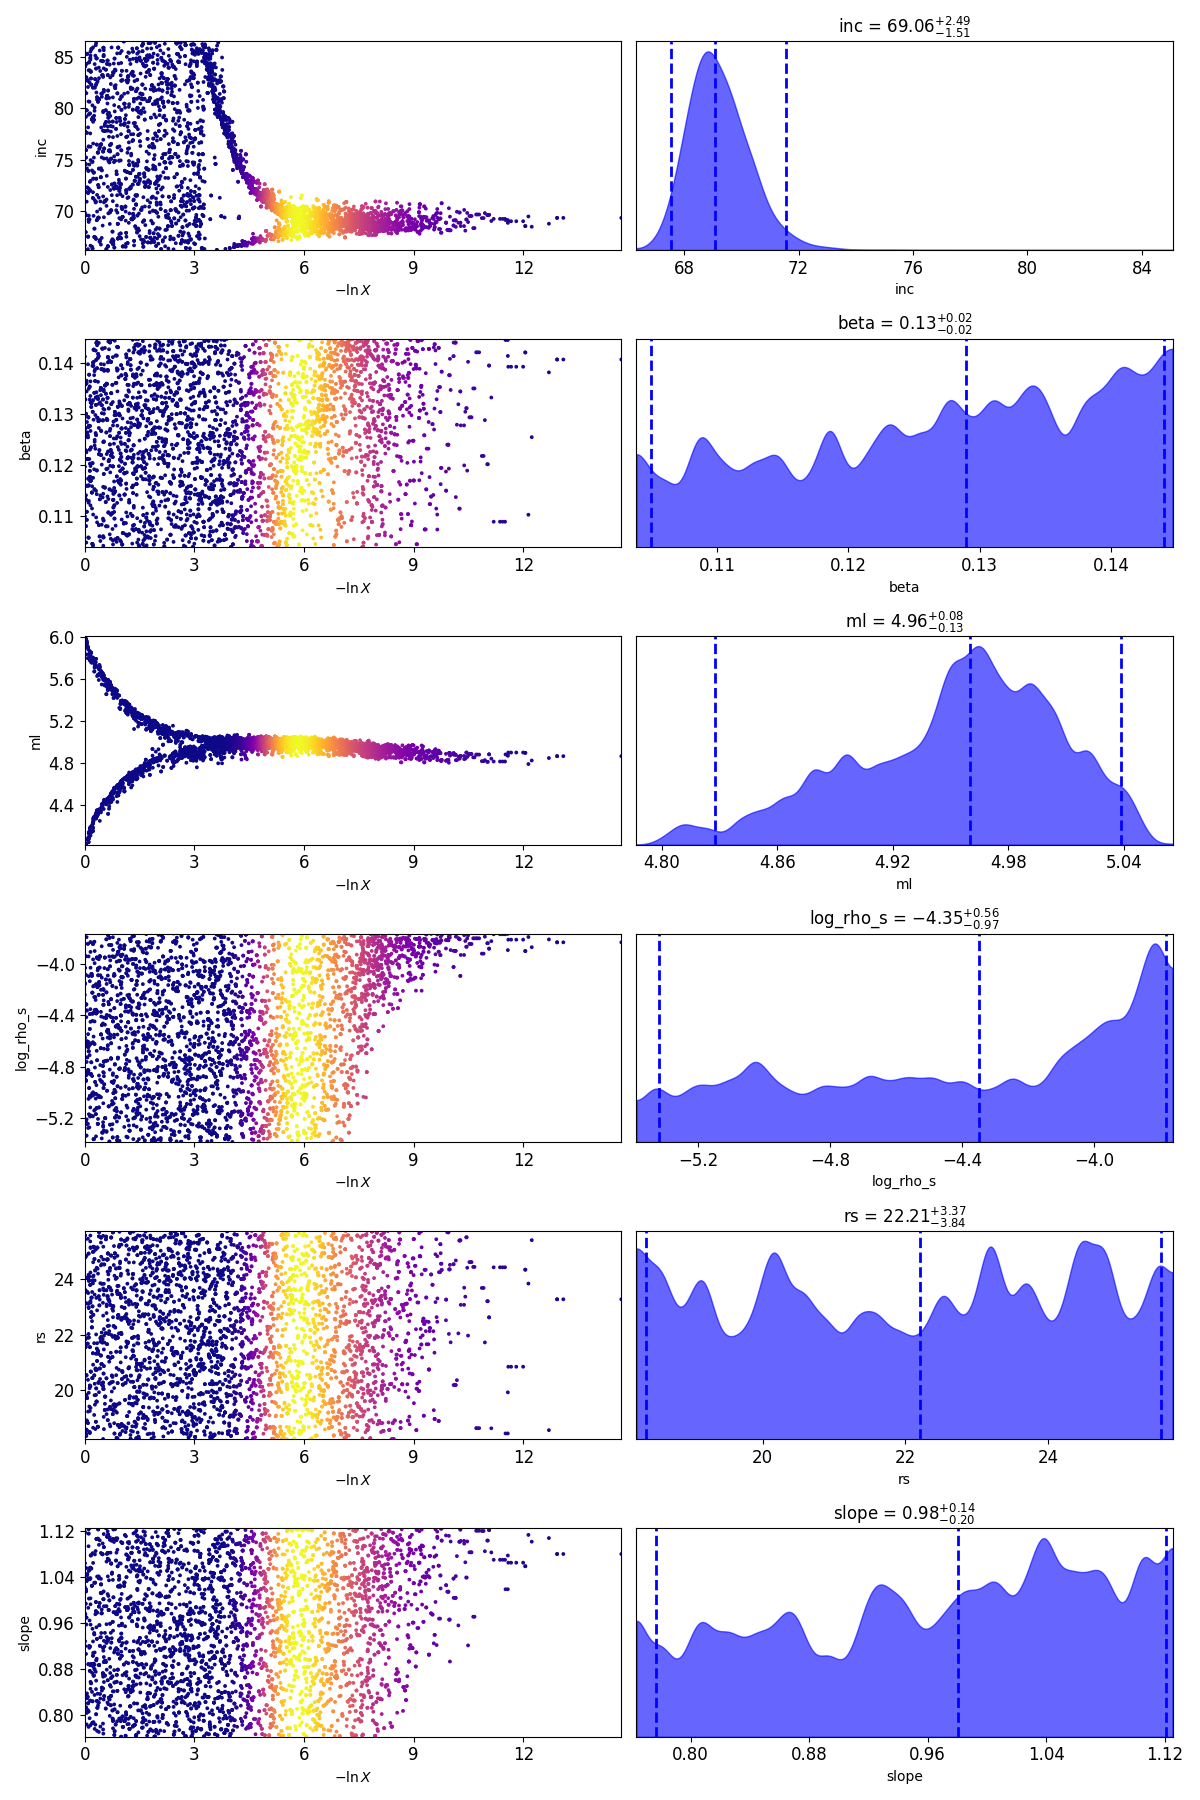 inc = 69.06+2.49−1.51
85
80
75
70
inc
0 3 6 9 12
−ln X
68 72 76 80 84
inc
beta = 0.13+0.02−0.02
0.14
0.13
0.12
0.11
beta
0 3 6 9 12
−ln X
0.11 0.12 0.13 0.14
beta
ml = 4.96+0.08−0.13
6.0
5.6
5.2
4.8
4.4
ml
0 3 6 9 12
−ln X
4.80 4.86 4.92 4.98 5.04
ml
log_rho_s = −4.35+0.56−0.97
−4.0
−4.4
−4.8
−5.2
log_rho_s
0 3 6 9 12
−ln X
−5.2 −4.8 −4.4 −4.0
log_rho_s
rs = 22.21+3.37−3.84
24
22
20
rs
0 3 6 9 12
−ln X
20 22 24
rs
slope = 0.98+0.14−0.20
1.12
1.04
0.96
0.88
0.80
slope
0 3 6 9 12
−ln X
0.80 0.88 0.96 1.04 1.12
slope